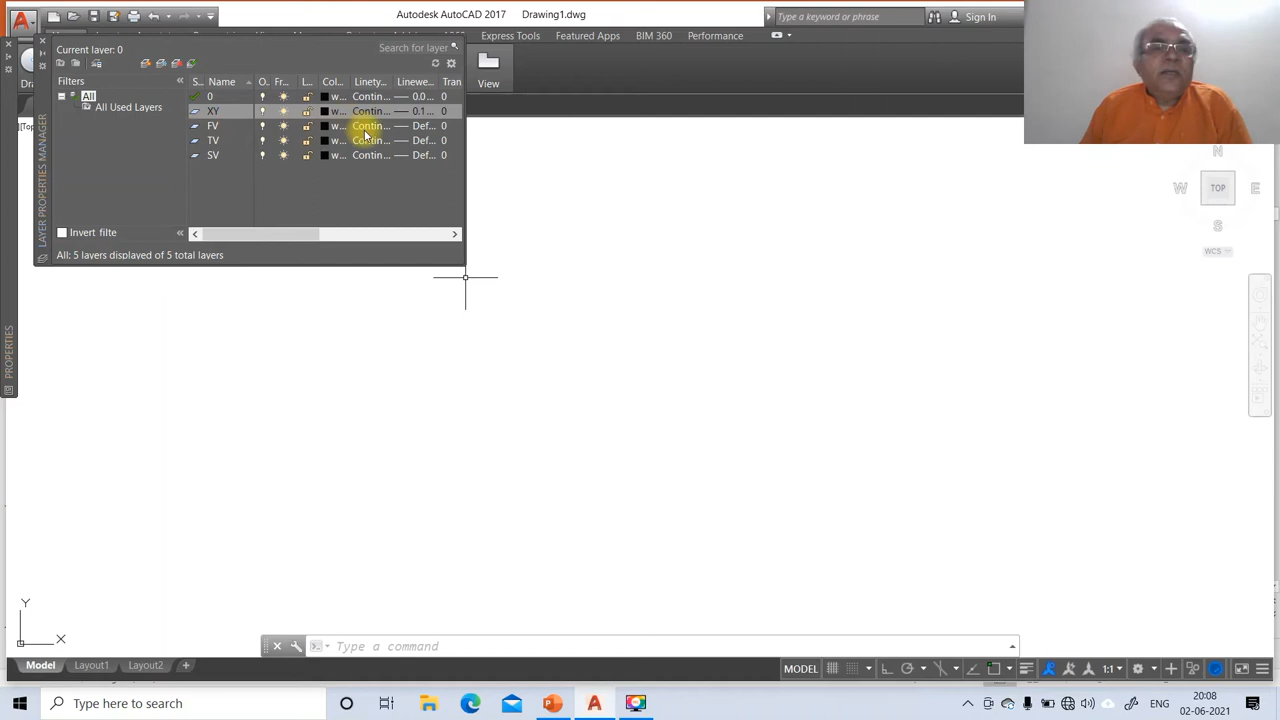 Autodesk AutoCAD 2017 Drawing1.dwg
Type a keyword or phrase
Sign In
Express Tools Featured Apps BIM 360 Performance
View
Current layer: 0
Search for layer
Filters
All
All Used Layers
S.. Name O. Fr... L... Col... Linety... Linewe... Tran
0 w... Contin... 0.0... 0
XY w... Contin... 0.1... 0
FV w... Contin... Def... 0
TV w... Contin... Def... 0
SV w... Contin... Def... 0
Invert filte
All: 5 layers displayed of 5 total layers
LAYER PROPERTIES MANAGER
PROPERTIES
N
W TOP E
S
WCS
Y
X
Type a command
Model Layout1 Layout2 +
MODEL 1:1
Type here to search
ENG
20:08
02-06-2021